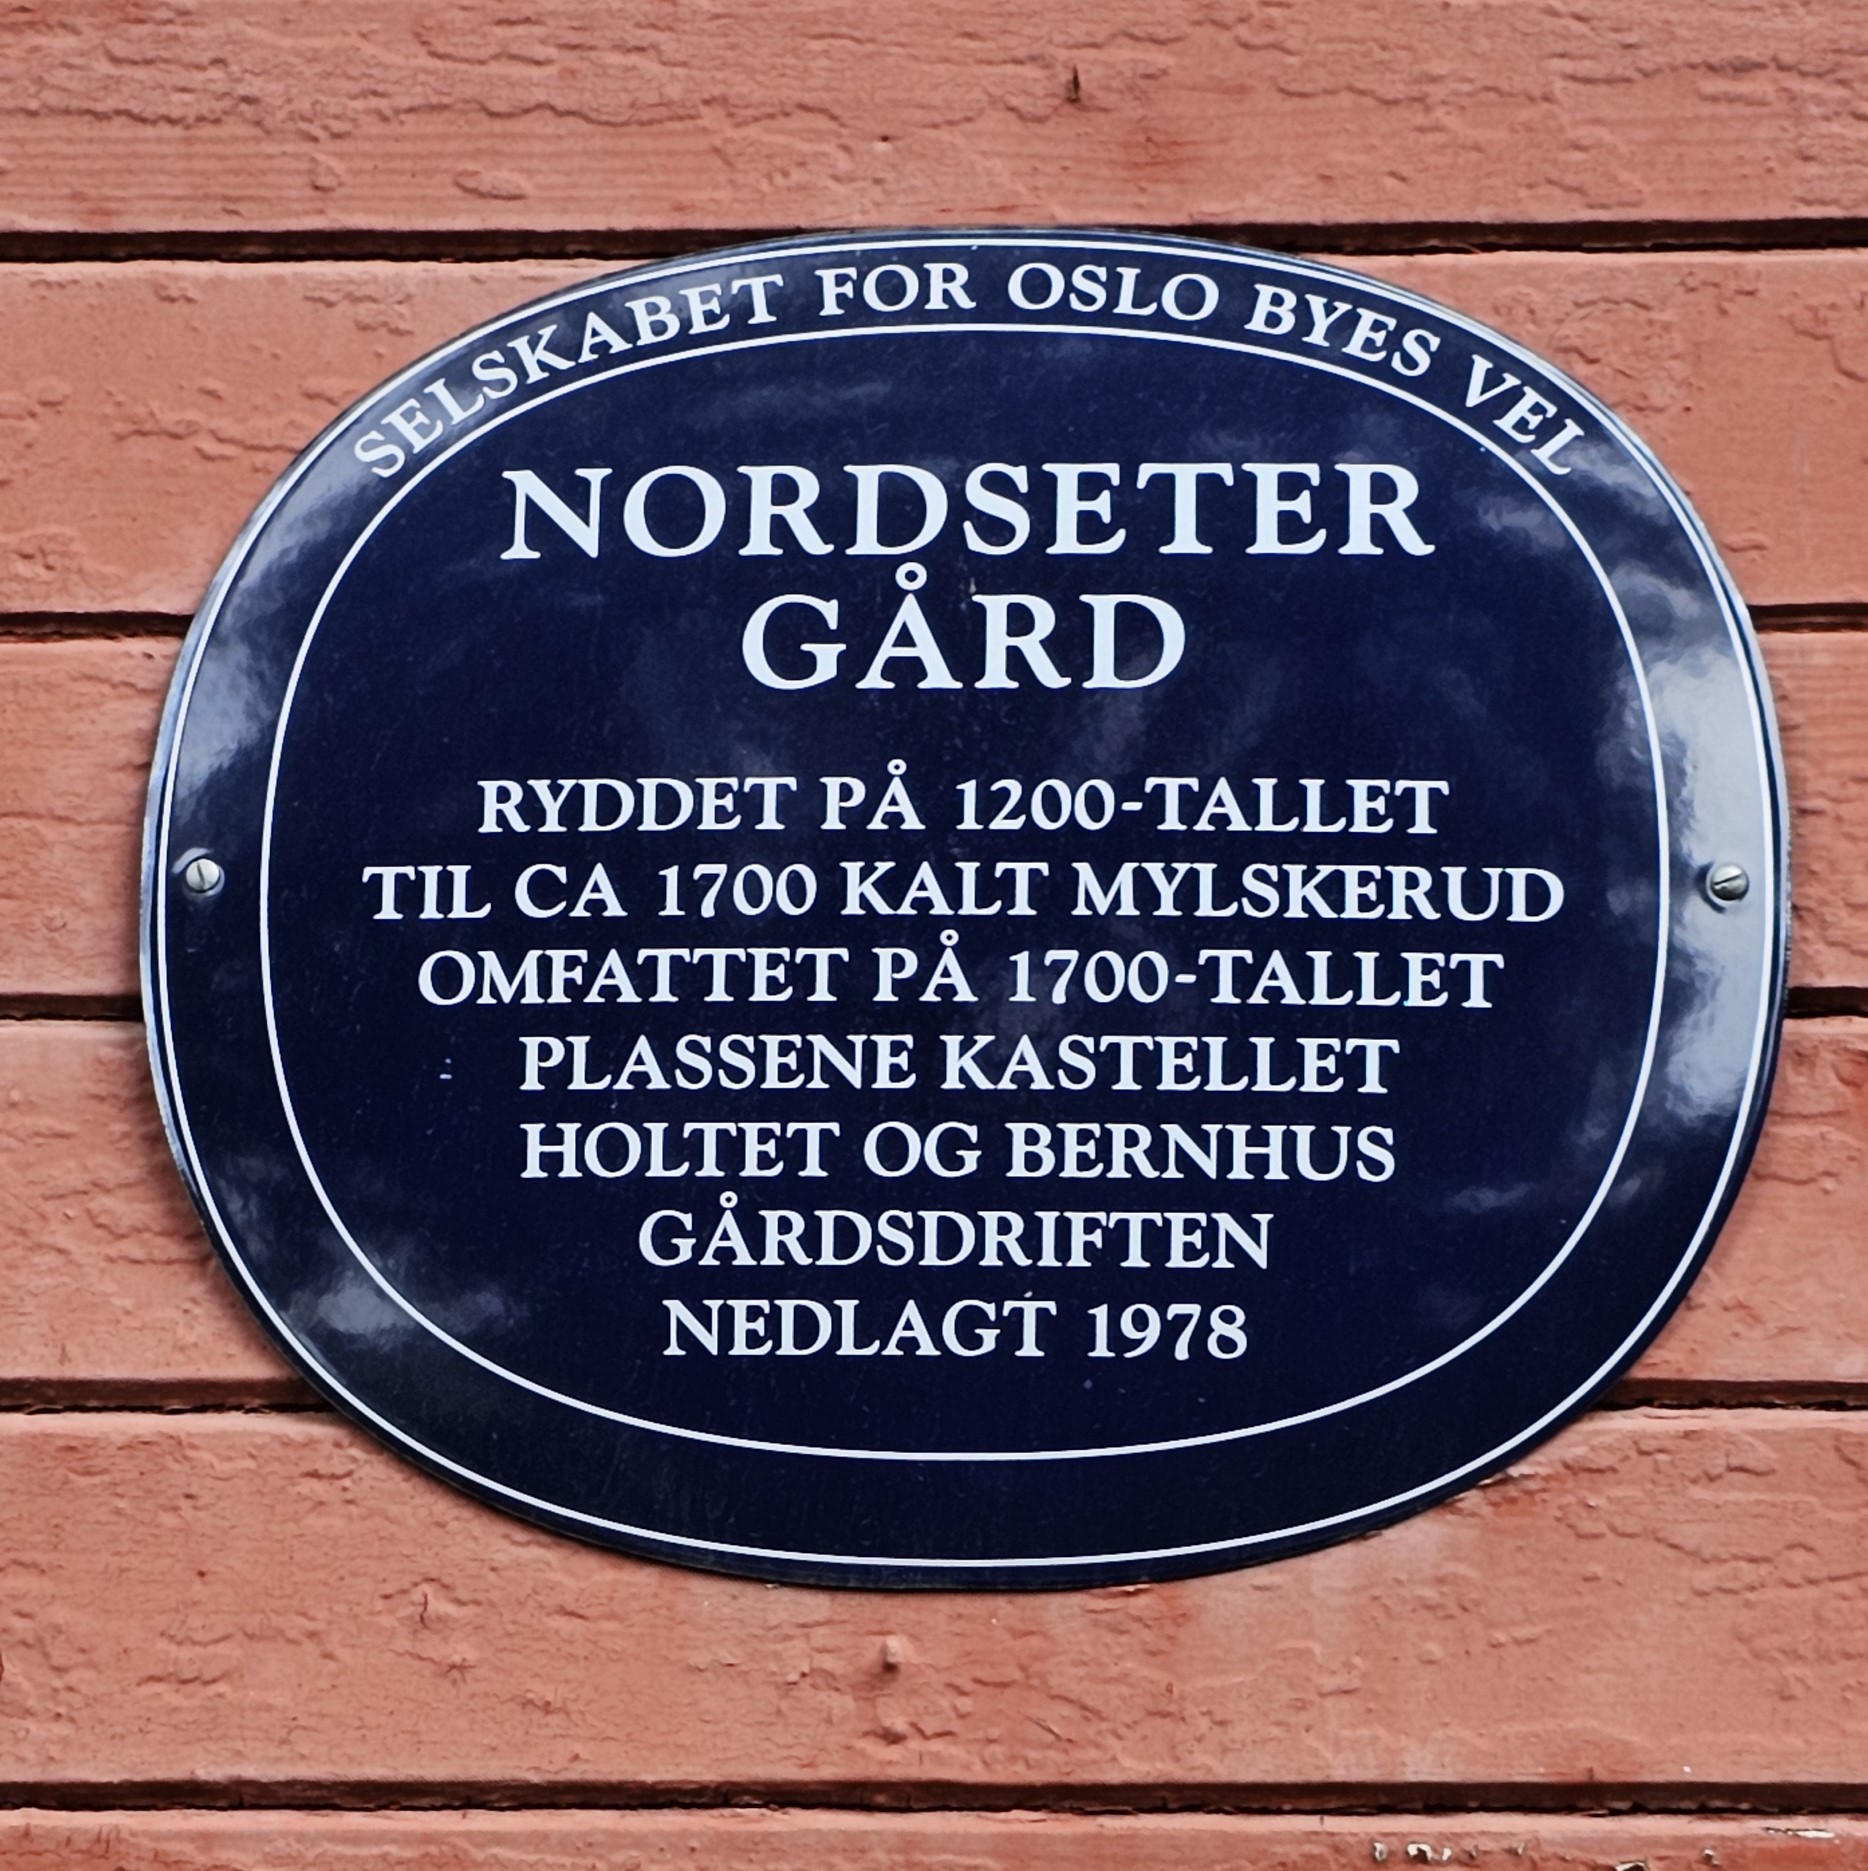 SELSKABET FOR OSLO BYES VEL
NORDSETER
GÅRD
RYDDET PÅ 1200-TALLET
TIL CA 1700 KALT MYLSKERUD
OMFATTET PÅ 1700-TALLET
PLASSENE KASTELLET
HOLTET OG BERNHUS
GÅRDSDRIFTEN
NEDLAGT 1978